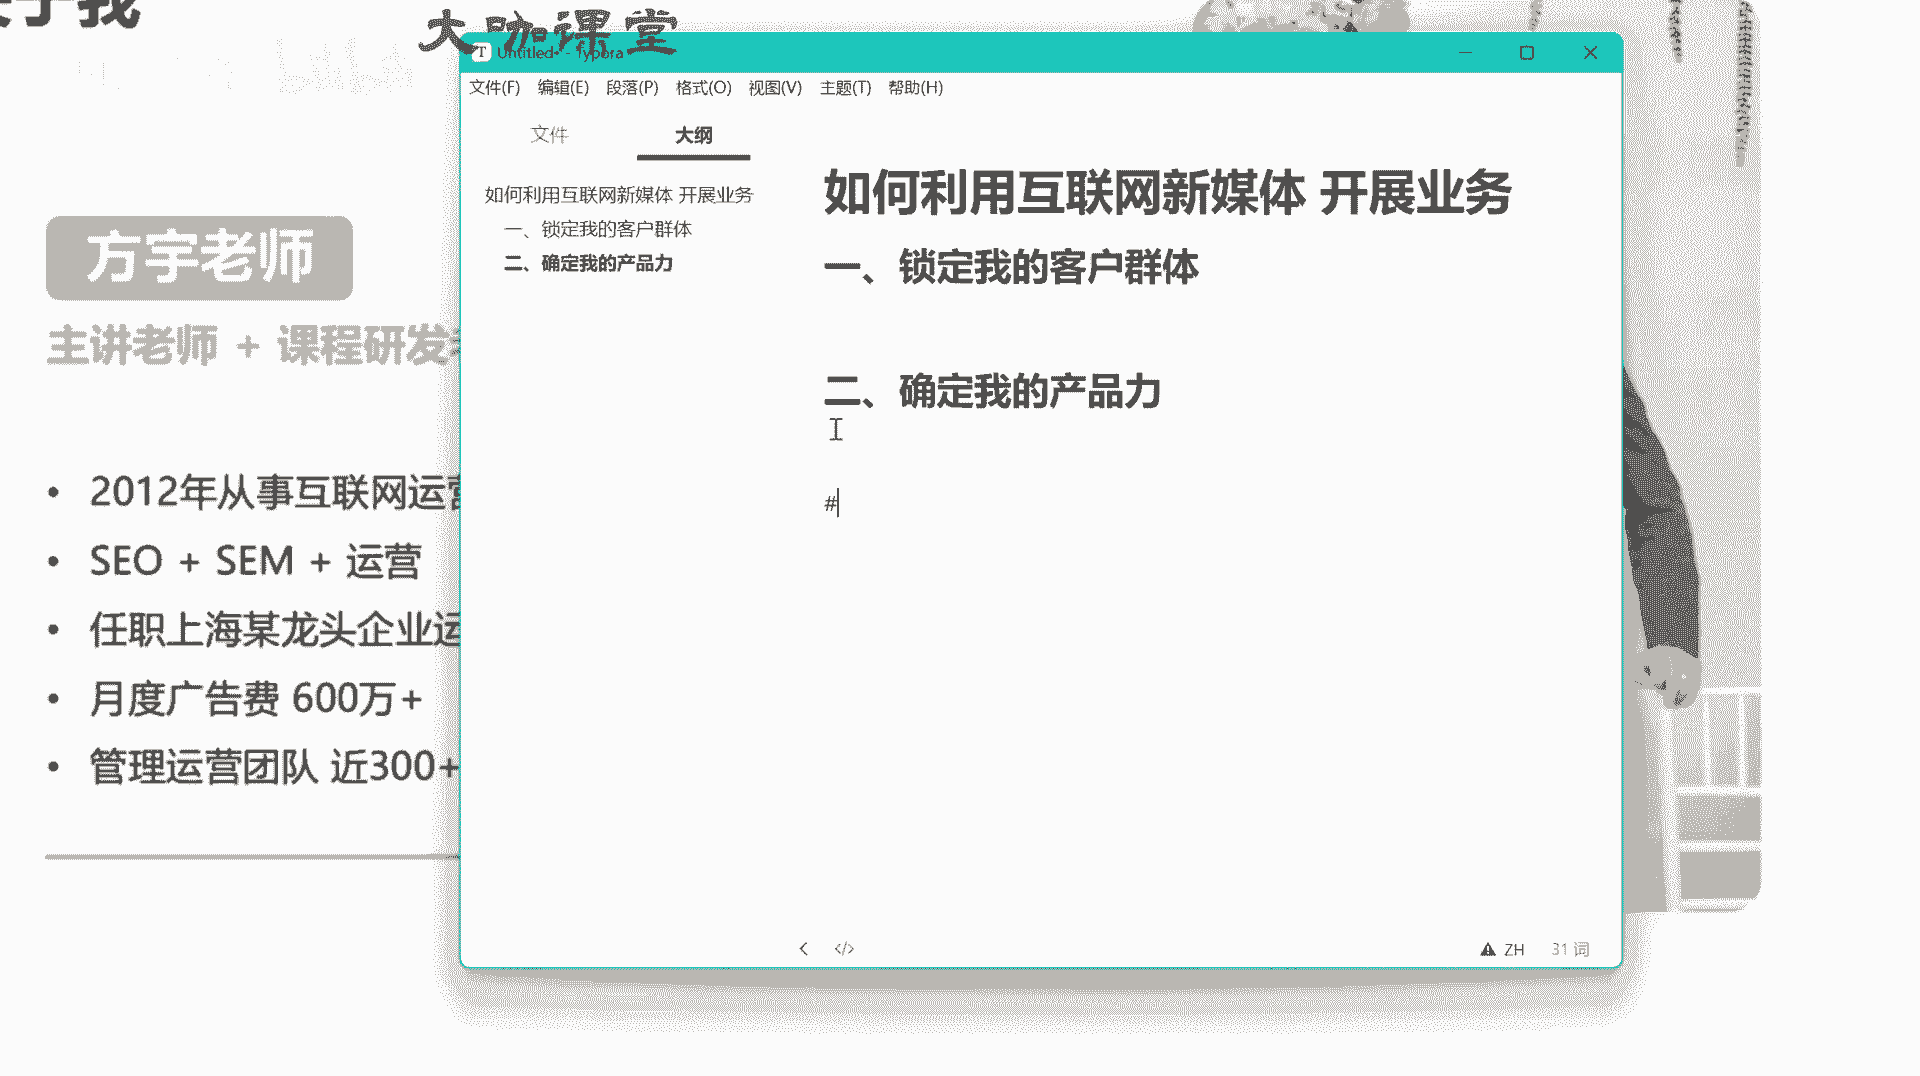 大咖课堂
Untitled• - Typora
文件(F) 编辑(E) 段落(P) 格式(O) 视图(V) 主题(T) 帮助(H)
文件 大纲
如何利用互联网新媒体 开展业务
一、锁定我的客户群体
二、确定我的产品力
如何利用互联网新媒体 开展业务
一、锁定我的客户群体
二、确定我的产品力
#
ZH 31 词
方宇老师
主讲老师 + 课程研发
• 2012年从事互联网运营
• SEO + SEM + 运营
• 任职上海某龙头企业运
• 月度广告费 600万+
• 管理运营团队 近300+